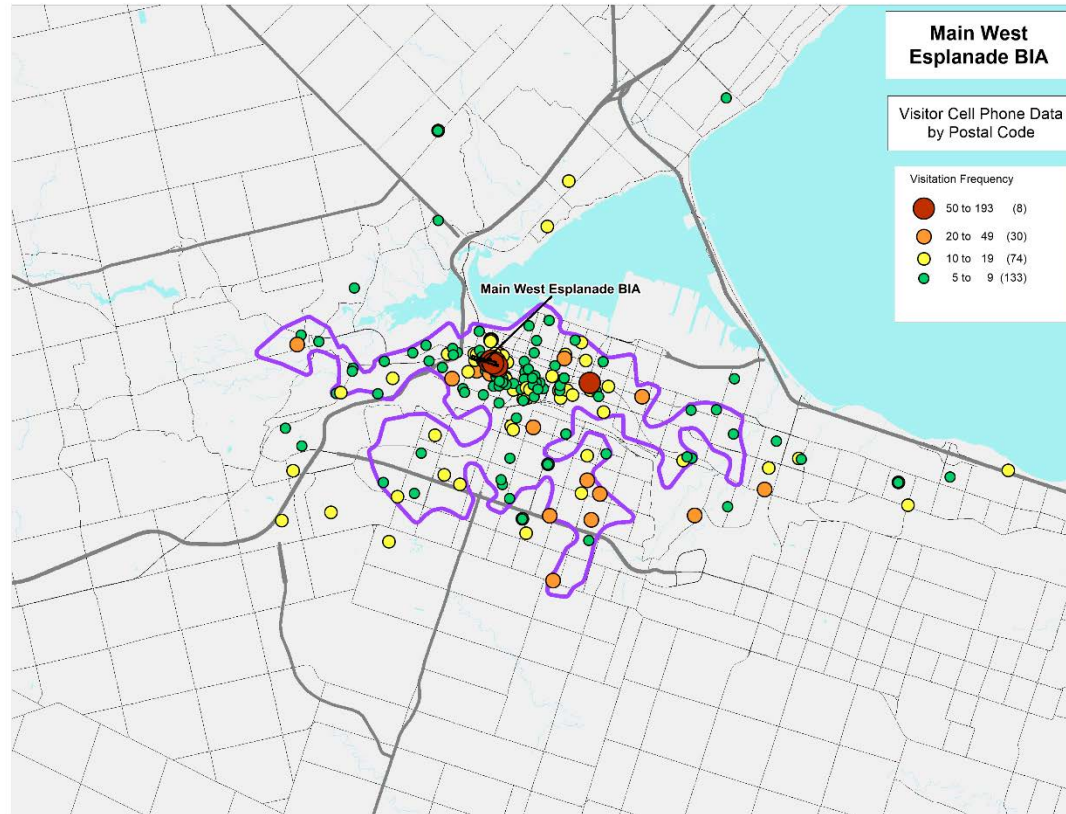 Main West
Esplanade BIA
Visitor Cell Phone Data
by Postal Code
Visitation Frequency
50 to 193 (8)
20 to 49 (30)
10 to 19 (74)
5 to 9 (133)
Main West Esplanade BIA